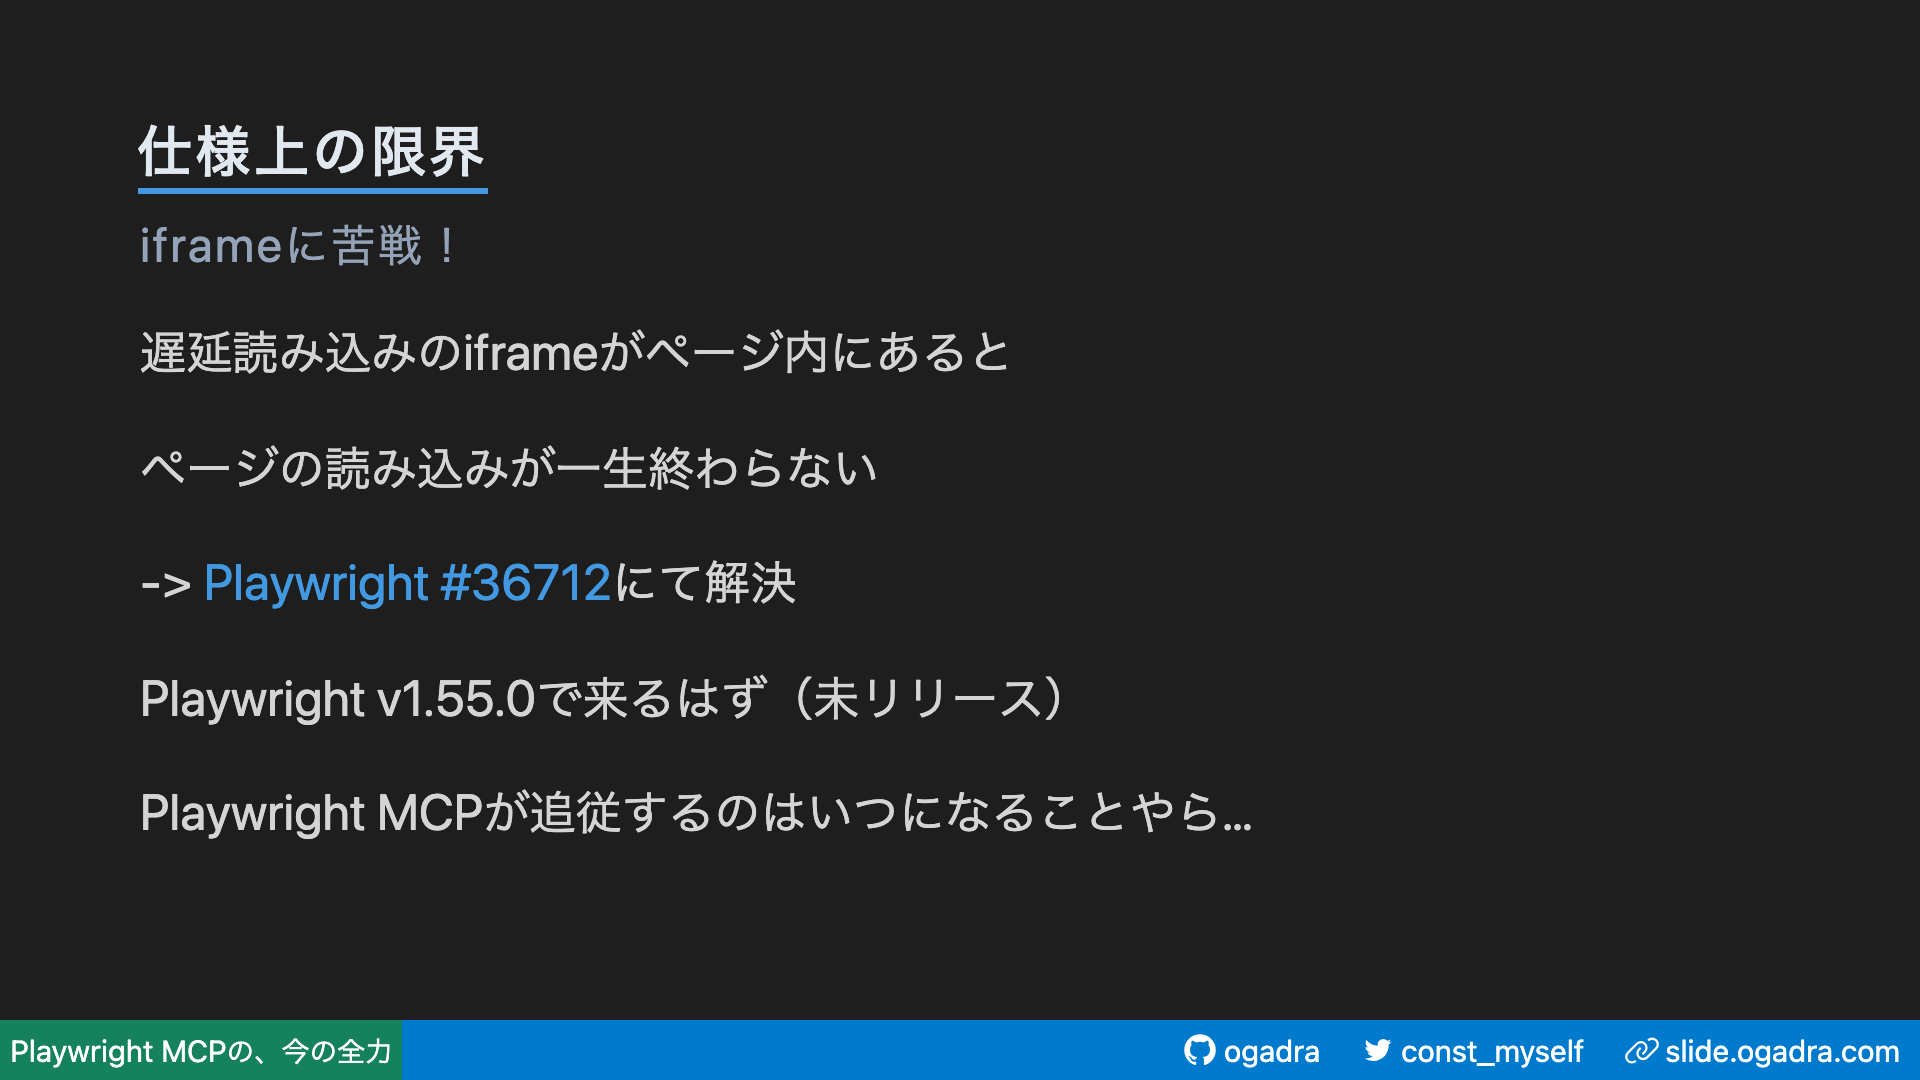 仕様上の限界
iframeに苦戦！
遅延読み込みのiframeがページ内にあると
ページの読み込みが一生終わらない
-> Playwright #36712にて解決
Playwright v1.55.0で来るはず（未リリース）
Playwright MCPが追従するのはいつになることやら...
Playwright MCPの、今の全力
ogadra const_myself slide.ogadra.com